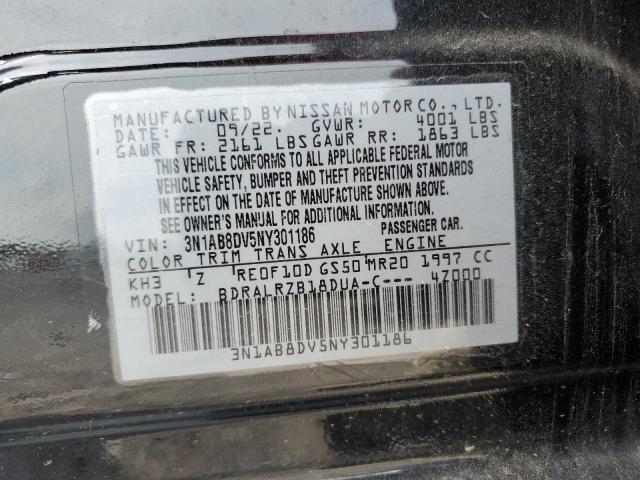 MANUFACTURED BY NISSAN MOTOR CO., LTD.
DATE: 09/22. GVWR: 4001 LBS
GAWR FR: 2161 LBS GAWR RR: 1863 LBS
THIS VEHICLE CONFORMS TO ALL APPLICABLE FEDERAL MOTOR
VEHICLE SAFETY, BUMPER AND THEFT PREVENTION STANDARDS
IN EFFECT ON THE DATE OF MANUFACTURE SHOWN ABOVE.
SEE OWNER'S MANUAL FOR ADDITIONAL INFORMATION.
VIN: 3N1AB8DV5NY301186 PASSENGER CAR.
COLOR TRIM TRANS AXLE ENGINE
KH3 Z RE0F10D GS50 MR20 1997 CC
MODEL: BDRALRZB18DUA-C--- 4Z000
3N1AB8DV5NY301186